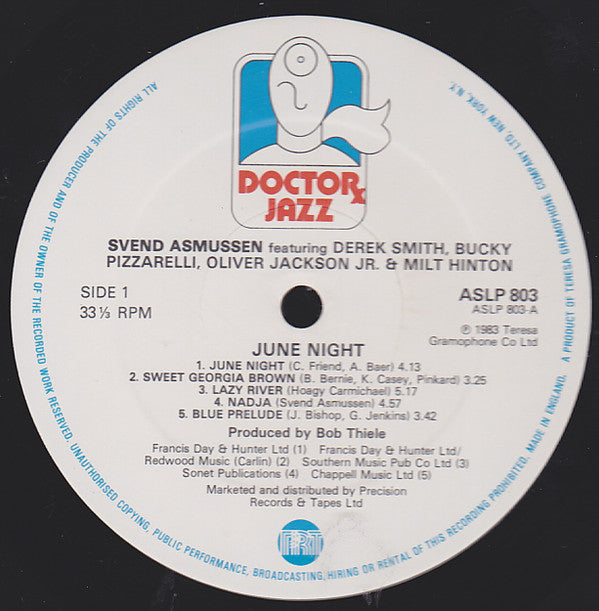 DOCTOR
JAZZ
SVEND ASMUSSEN featuring DEREK SMITH, BUCKY
PIZZARELLI, OLIVER JACKSON JR. & MILT HINTON
SIDE 1
33⅓ RPM
ASLP 803
ASLP 803-A
℗ 1983 Teresa
Gramophone Co Ltd
JUNE NIGHT
1. JUNE NIGHT (C. Friend, A. Baer) 4.13
2. SWEET GEORGIA BROWN (B. Bernie, K. Casey, Pinkard) 3.25
3. LAZY RIVER (Hoagy Carmichael) 5.17
4. NADJA (Svend Asmussen) 4.57
5. BLUE PRELUDE (J. Bishop, G. Jenkins) 3.42
Produced by Bob Thiele
Francis Day & Hunter Ltd (1) Francis Day & Hunter Ltd/
Redwood Music (Carlin) (2) Southern Music Pub Co Ltd (3)
Sonet Publications (4) Chappell Music Ltd (5)
Marketed and distributed by Precision
Records & Tapes Ltd
PRT
ALL RIGHTS OF THE PRODUCER AND OF THE OWNER OF THE RECORDED WORK RESERVED. UNAUTHORISED COPYING, PUBLIC PERFORMANCE, BROADCASTING, HIRING OR RENTAL OF THIS RECORDING PROHIBITED. MADE IN ENGLAND. A PRODUCT OF TERESA GRAMOPHONE COMPANY LTD, NEW YORK, N.Y.